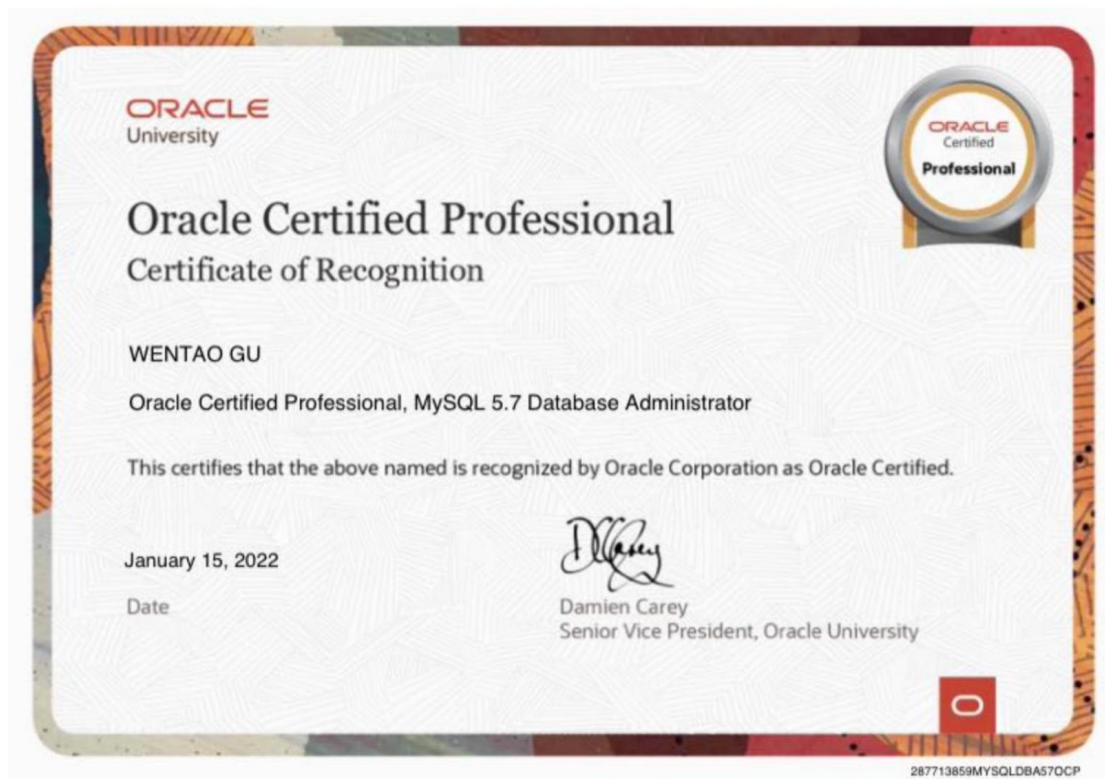 ORACLE
University
ORACLE
Certified
Professional
Oracle Certified Professional
Certificate of Recognition
WENTAO GU
Oracle Certified Professional, MySQL 5.7 Database Administrator
This certifies that the above named is recognized by Oracle Corporation as Oracle Certified.
January 15, 2022
Date
DCarey
Damien Carey
Senior Vice President, Oracle University
287713859MYSQLDBA57OCP